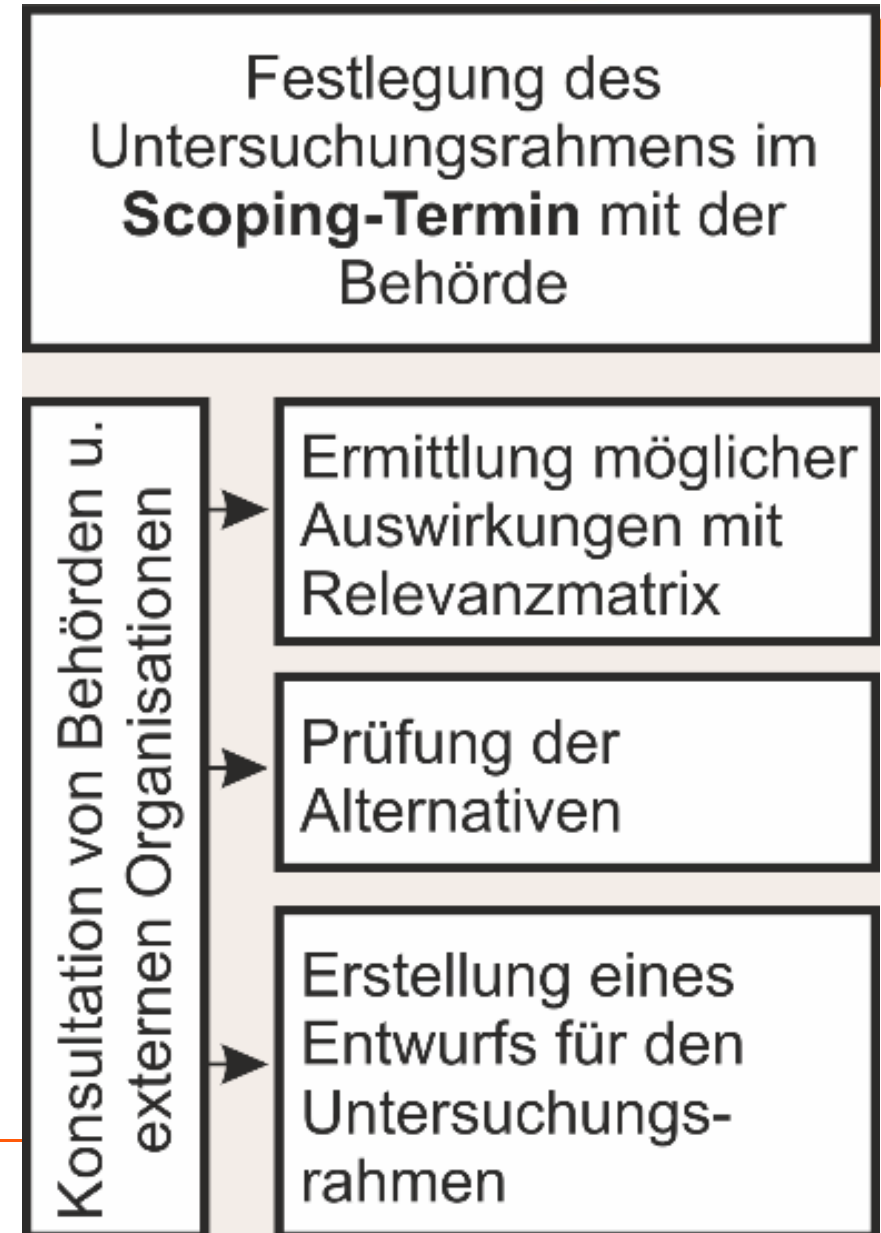 Festlegung des
Untersuchungsrahmens im
Scoping-Termin mit der
Behörde
Konsultation von Behörden u.
externen Organisationen
Ermittlung möglicher
Auswirkungen mit
Relevanzmatrix
Prüfung der
Alternativen
Erstellung eines
Entwurfs für den
Untersuchungs-
rahmen